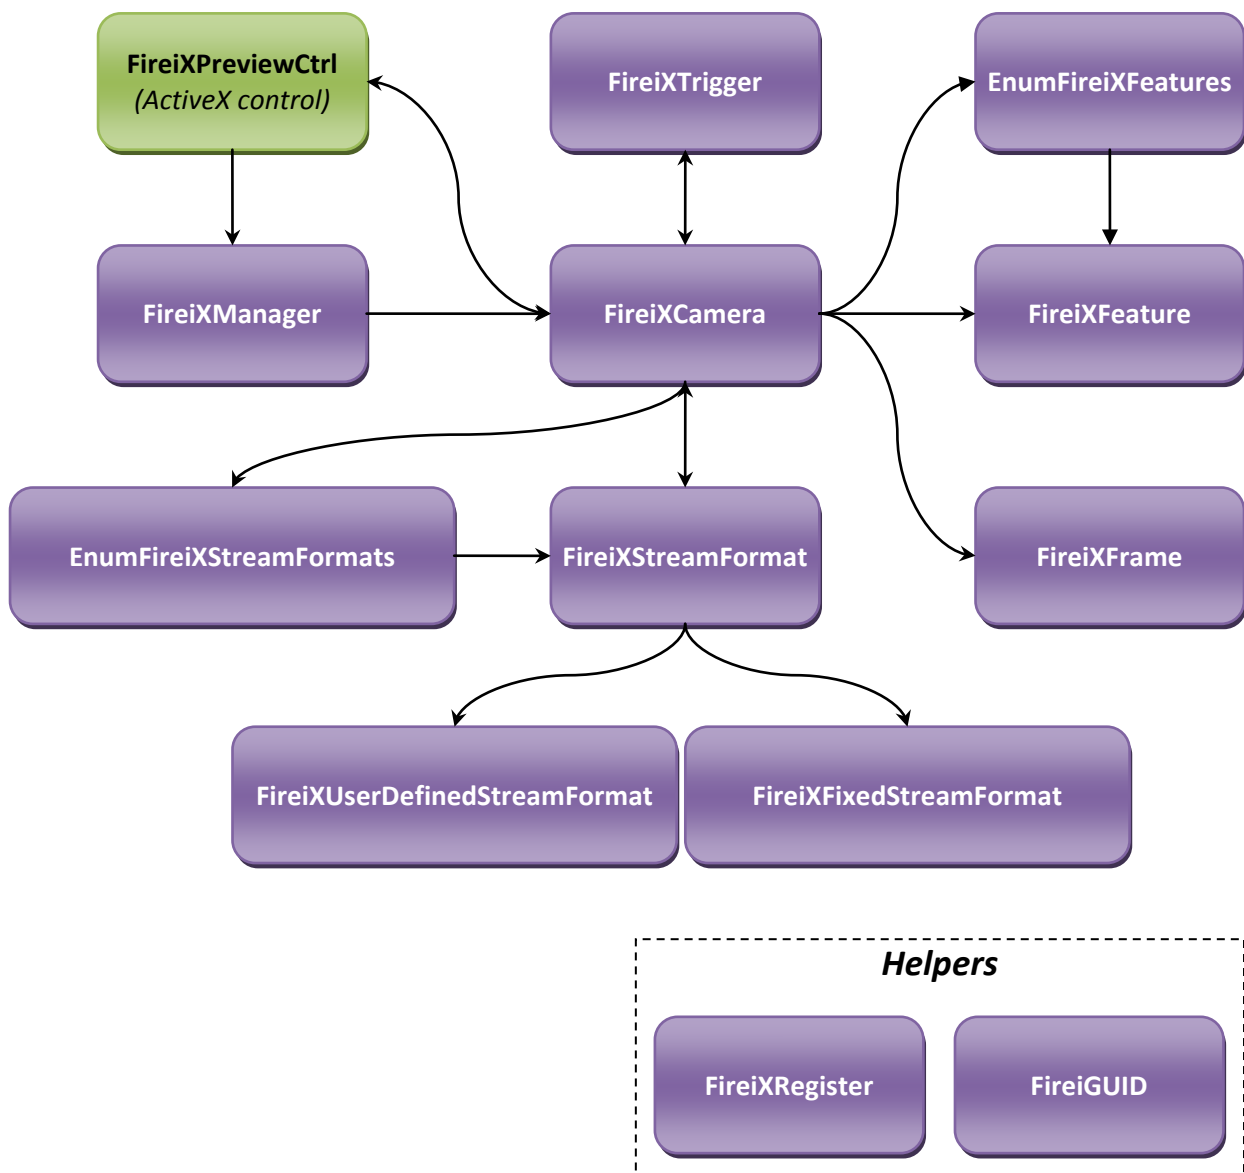 FireiXPreviewCtrl
(ActiveX control)
FireiXTrigger
EnumFireiXFeatures
FireiXManager
FireiXCamera
FireiXFeature
EnumFireiXStreamFormats
FireiXStreamFormat
FireiXFrame
FireiXUserDefinedStreamFormat
FireiXFixedStreamFormat
Helpers
FireiXRegister
FireiGUID